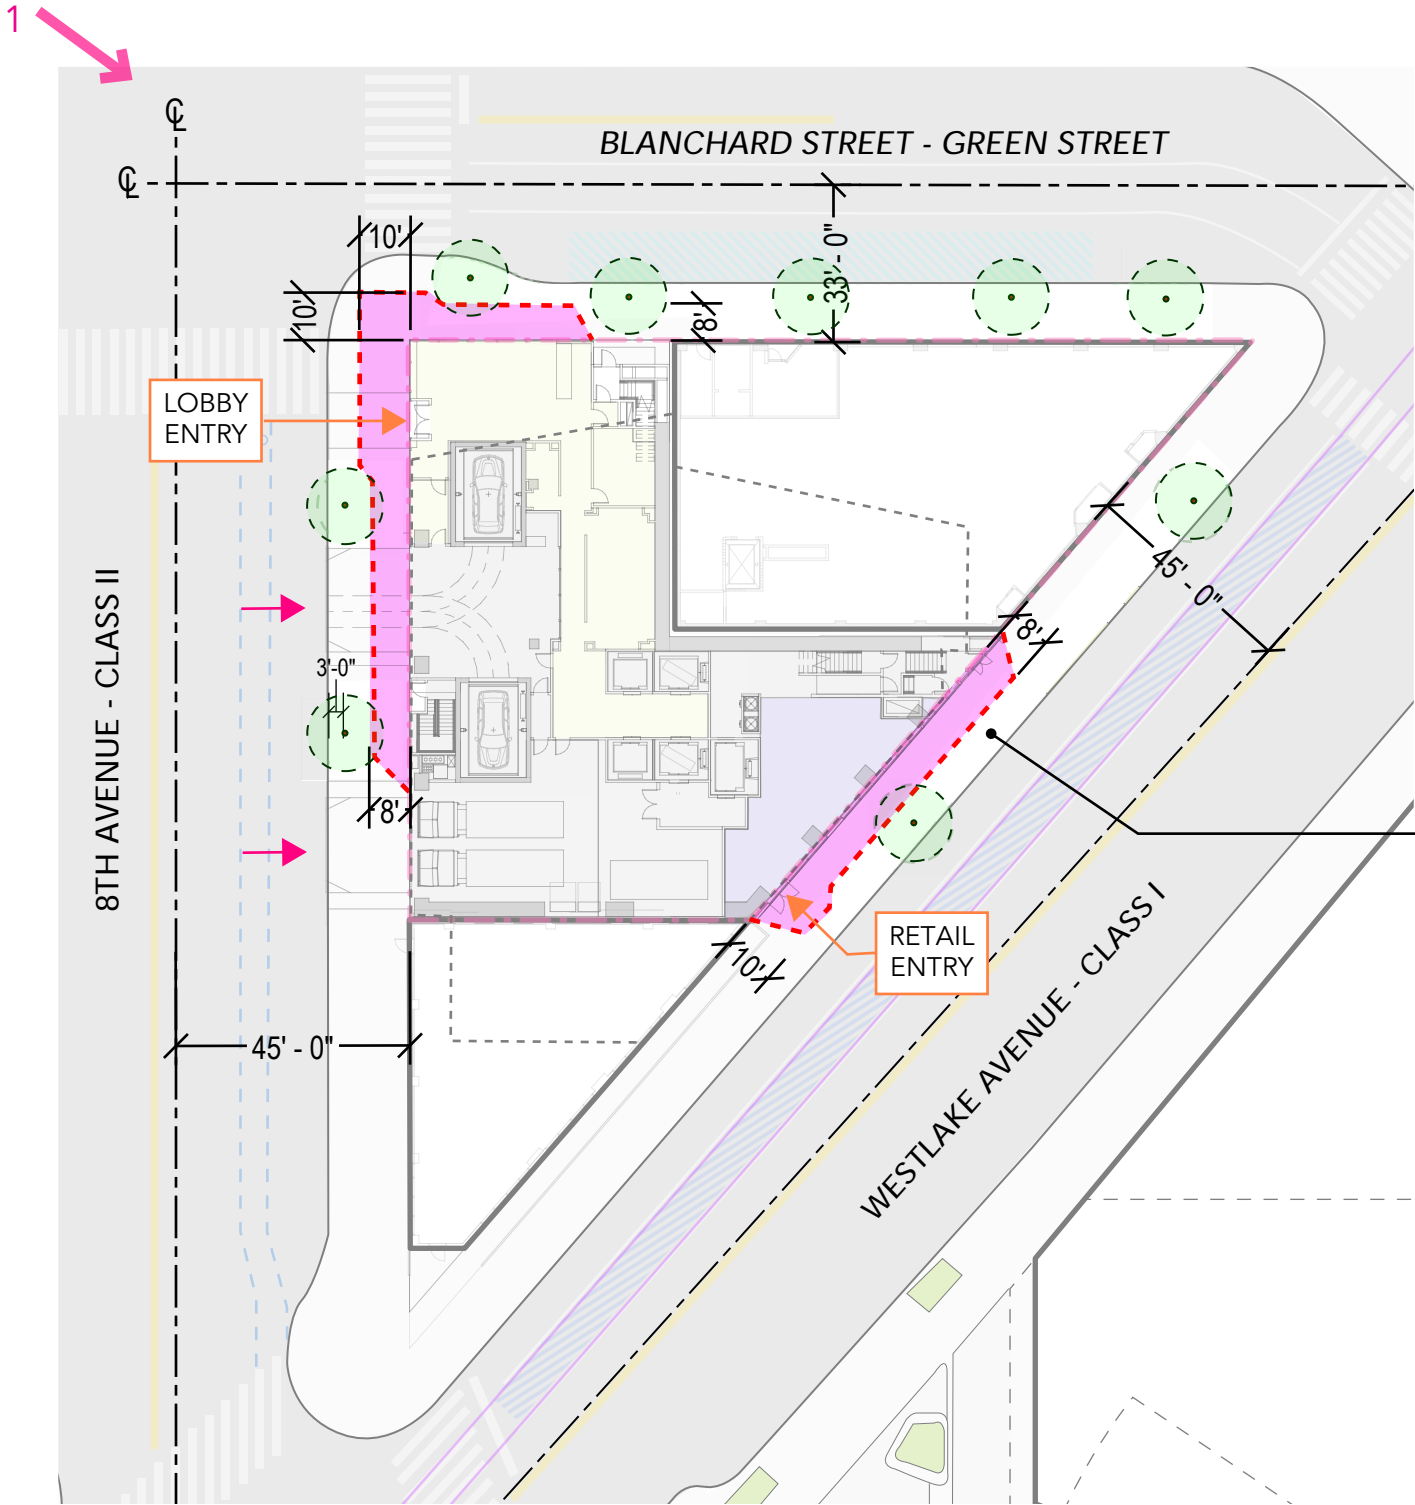 1
℄
℄
BLANCHARD STREET - GREEN STREET
10'
10'
8'
33' - 0"
LOBBY
ENTRY
45' - 0"
8'
3'-0"
8TH AVENUE - CLASS II
8'
RETAIL
ENTRY
10'
45' - 0"
WESTLAKE AVENUE - CLASS I